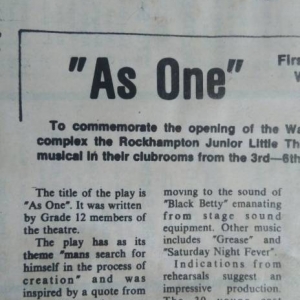 "As One"
Firs
To commemorate the opening of the Wa
complex the Rockhampton Junior Little Th
musical in their clubrooms from the 3rd—6th
The title of the play is
"As One". It was written
by Grade 12 members of
the theatre.
The play has as its
theme "mans search for
himself in the process of
creation" and was
inspired by a quote from
moving to the sound of
"Black Betty" emanating
from stage sound
equipment. Other music
includes "Grease" and
"Saturday Night Fever".
Indications from
rehearsals suggest an
impressive production.